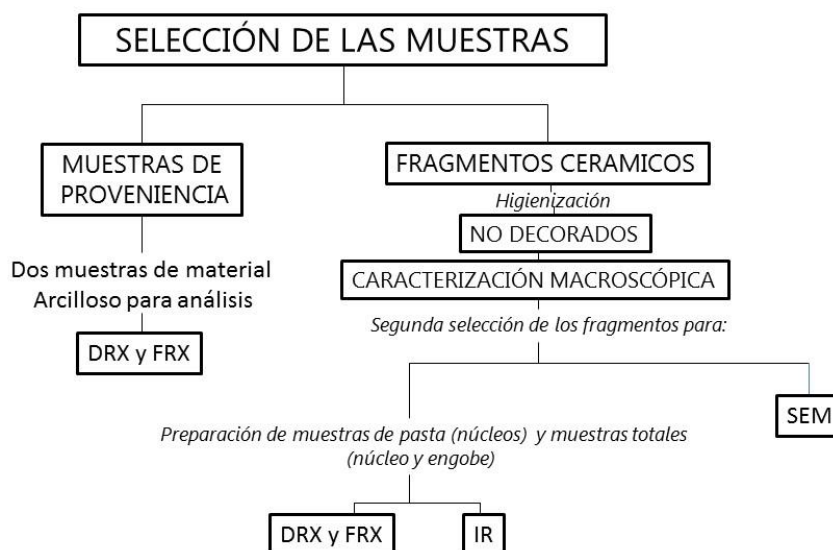 SELECCIÓN DE LAS MUESTRAS
MUESTRAS DE
PROVENIENCIA
Dos muestras de material
Arcilloso para análisis
DRX y FRX
FRAGMENTOS CERAMICOS
Higienización
NO DECORADOS
CARACTERIZACIÓN MACROSCÓPICA
Segunda selección de los fragmentos para:
SEM
Preparación de muestras de pasta (núcleos) y muestras totales
(núcleo y engobe)
DRX y FRX
IR